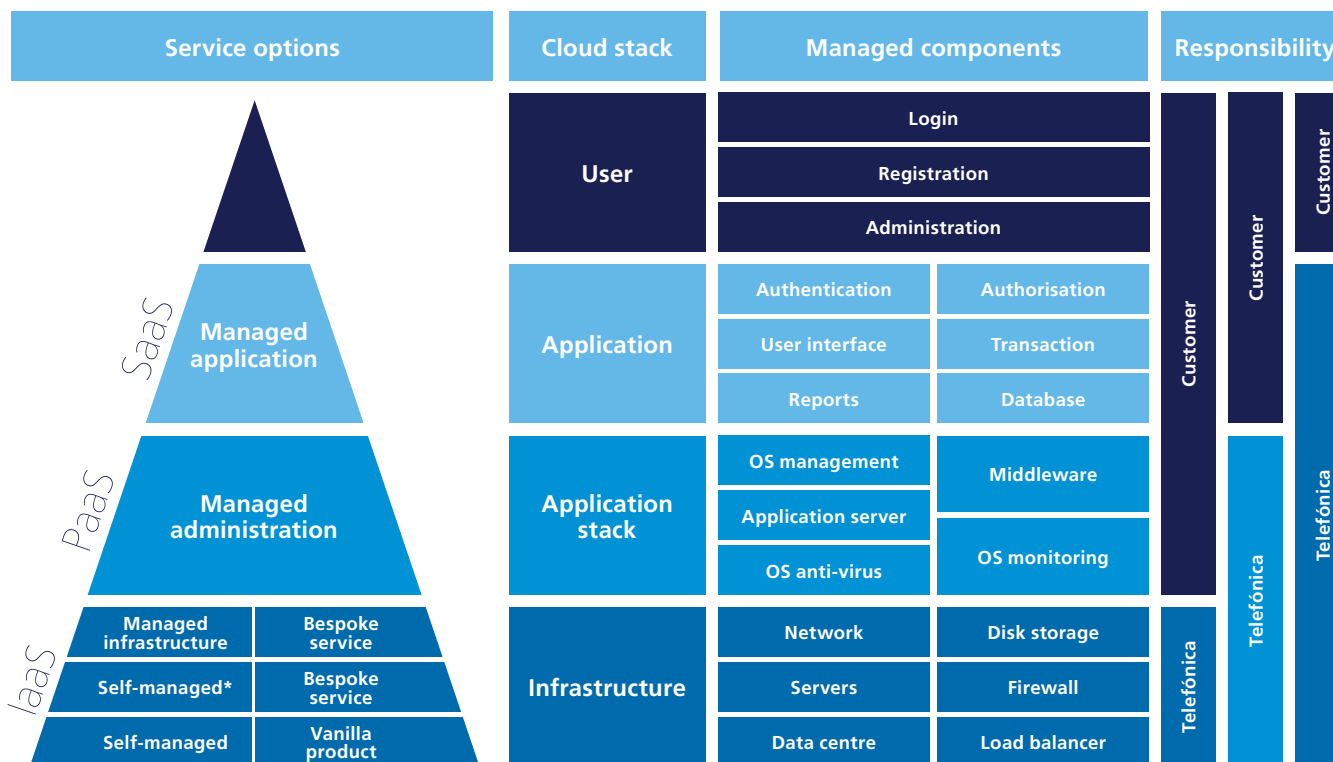 Service options
Cloud stack
Managed components
Responsibility
SaaS
Managed
application
PaaS
Managed
administration
IaaS
Managed
infrastructure
Bespoke
service
Self-managed*
Bespoke
service
Self-managed
Vanilla
product
User
Application
Application
stack
Infrastructure
Login
Registration
Administration
Authentication
Authorisation
User interface
Transaction
Reports
Database
OS management
Middleware
Application server
OS anti-virus
OS monitoring
Network
Disk storage
Servers
Firewall
Data centre
Load balancer
Customer
Telefónica
Customer
Telefónica
Customer
Telefónica